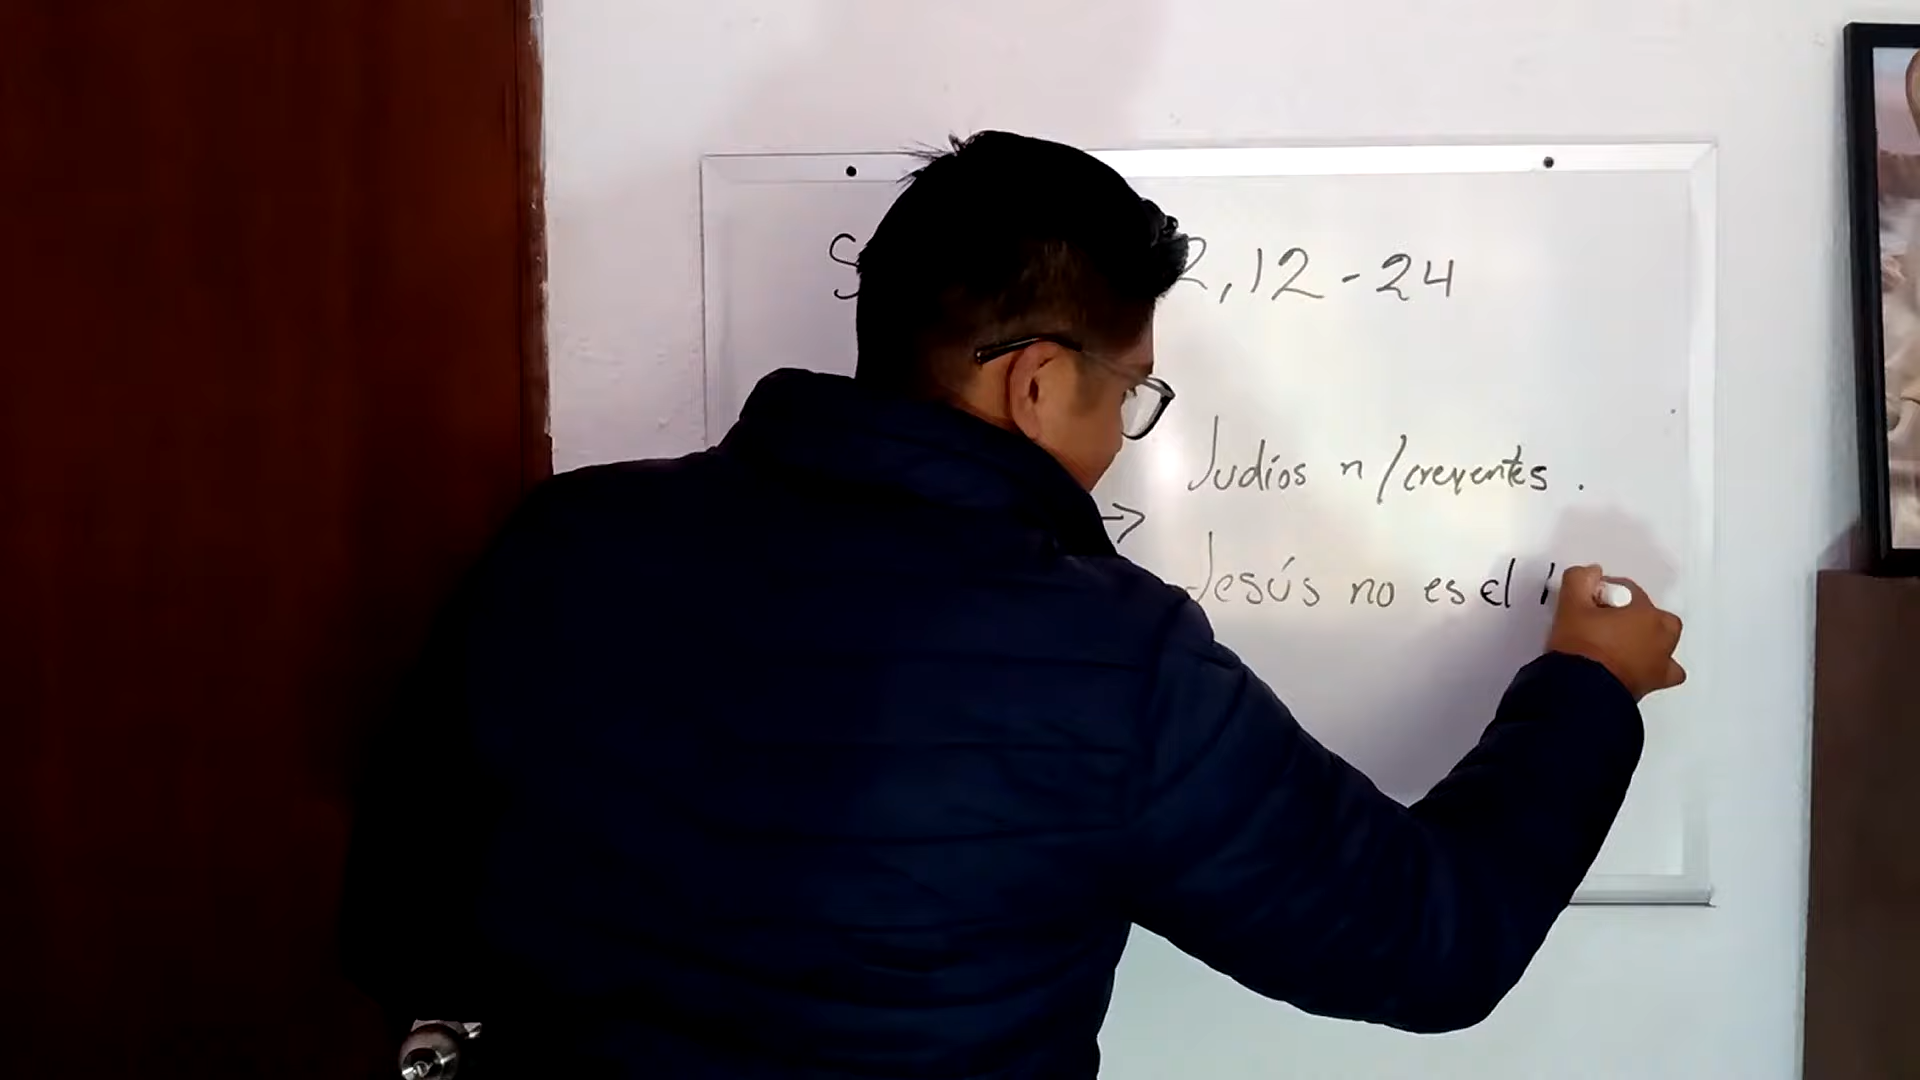 2,12-24
Judíos n/creyentes.
→
Jesús no es el